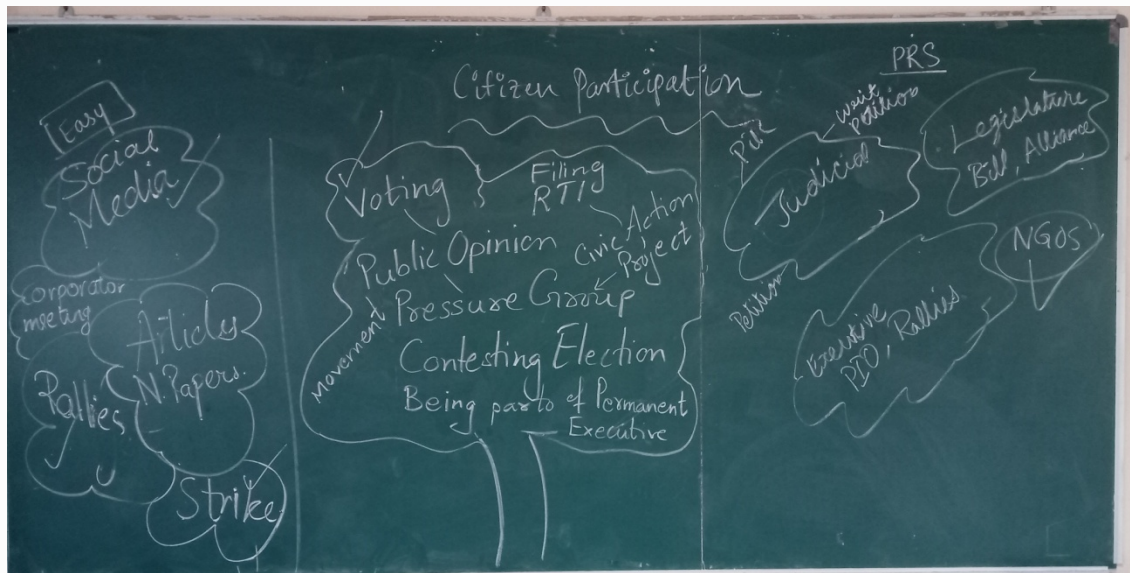 Citizen Participation
Easy
Social
Media
corporator
meeting
Articles
N. Papers.
Rallies
Strike
Voting
Filing
RTI
Public Opinion
Civic Action
Project
Pressure Group
Movement
Contesting Election
Being part of Permanent
Executive
PRS
Pil
writ
petition
Judicial
Petition
Legislature
Bill, Alliance
NGOs
Executive
PIO, Rallies